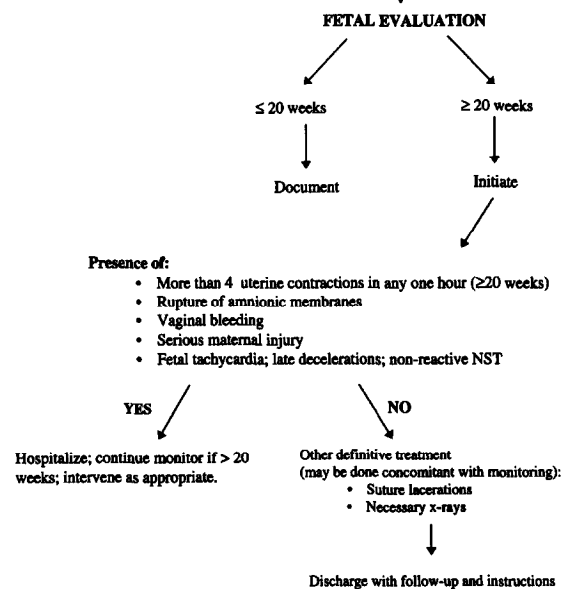 FETAL EVALUATION
≤ 20 weeks
≥ 20 weeks
Document
Initiate
Presence of:
• More than 4 uterine contractions in any one hour (≥20 weeks)
• Rupture of amnionic membranes
• Vaginal bleeding
• Serious maternal injury
• Fetal tachycardia; late decelerations; non-reactive NST
YES
NO
Hospitalize; continue monitor if > 20
weeks; intervene as appropriate.
Other definitive treatment
(may be done concomitant with monitoring):
• Suture lacerations
• Necessary x-rays
Discharge with follow-up and instructions